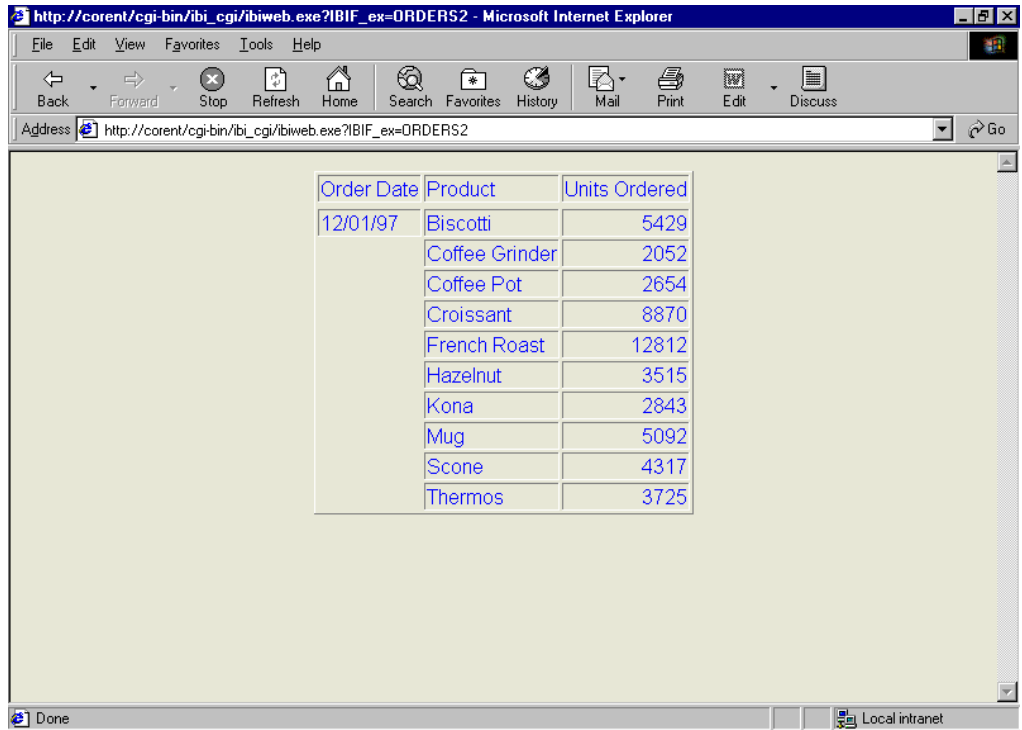 http://corent/cgi-bin/ibi_cgi/ibiweb.exe?IBIF_ex=ORDERS2 - Microsoft Internet Explorer
File Edit View Favorites Tools Help
Back Forward Stop Refresh Home Search Favorites History Mail Print Edit Discuss
Address http://corent/cgi-bin/ibi_cgi/ibiweb.exe?IBIF_ex=ORDERS2 Go
Order Date Product Units Ordered
12/01/97 Biscotti 5429
Coffee Grinder 2052
Coffee Pot 2654
Croissant 8870
French Roast 12812
Hazelnut 3515
Kona 2843
Mug 5092
Scone 4317
Thermos 3725
Done Local intranet